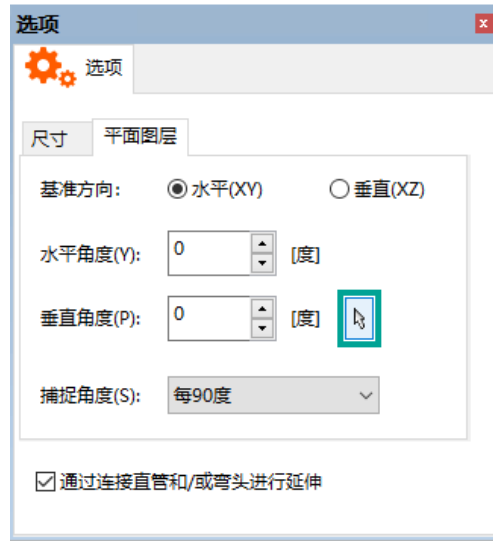 选项
选项
尺寸 平面图层
基准方向: 水平(XY) 垂直(XZ)
水平角度(Y): 0 [度]
垂直角度(P): 0 [度]
捕捉角度(S): 每90度
通过连接直管和/或弯头进行延伸